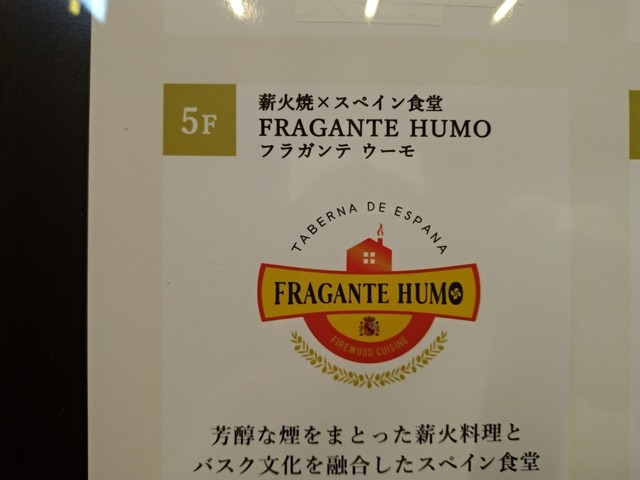 5F
薪火焼×スペイン食堂
FRAGANTE HUMO
フラガンテ ウーモ
TABERNA DE ESPANA
FRAGANTE HUMO
FIREWOOD CUISINE
芳醇な煙をまとった薪火料理と
バスク文化を融合したスペイン食堂